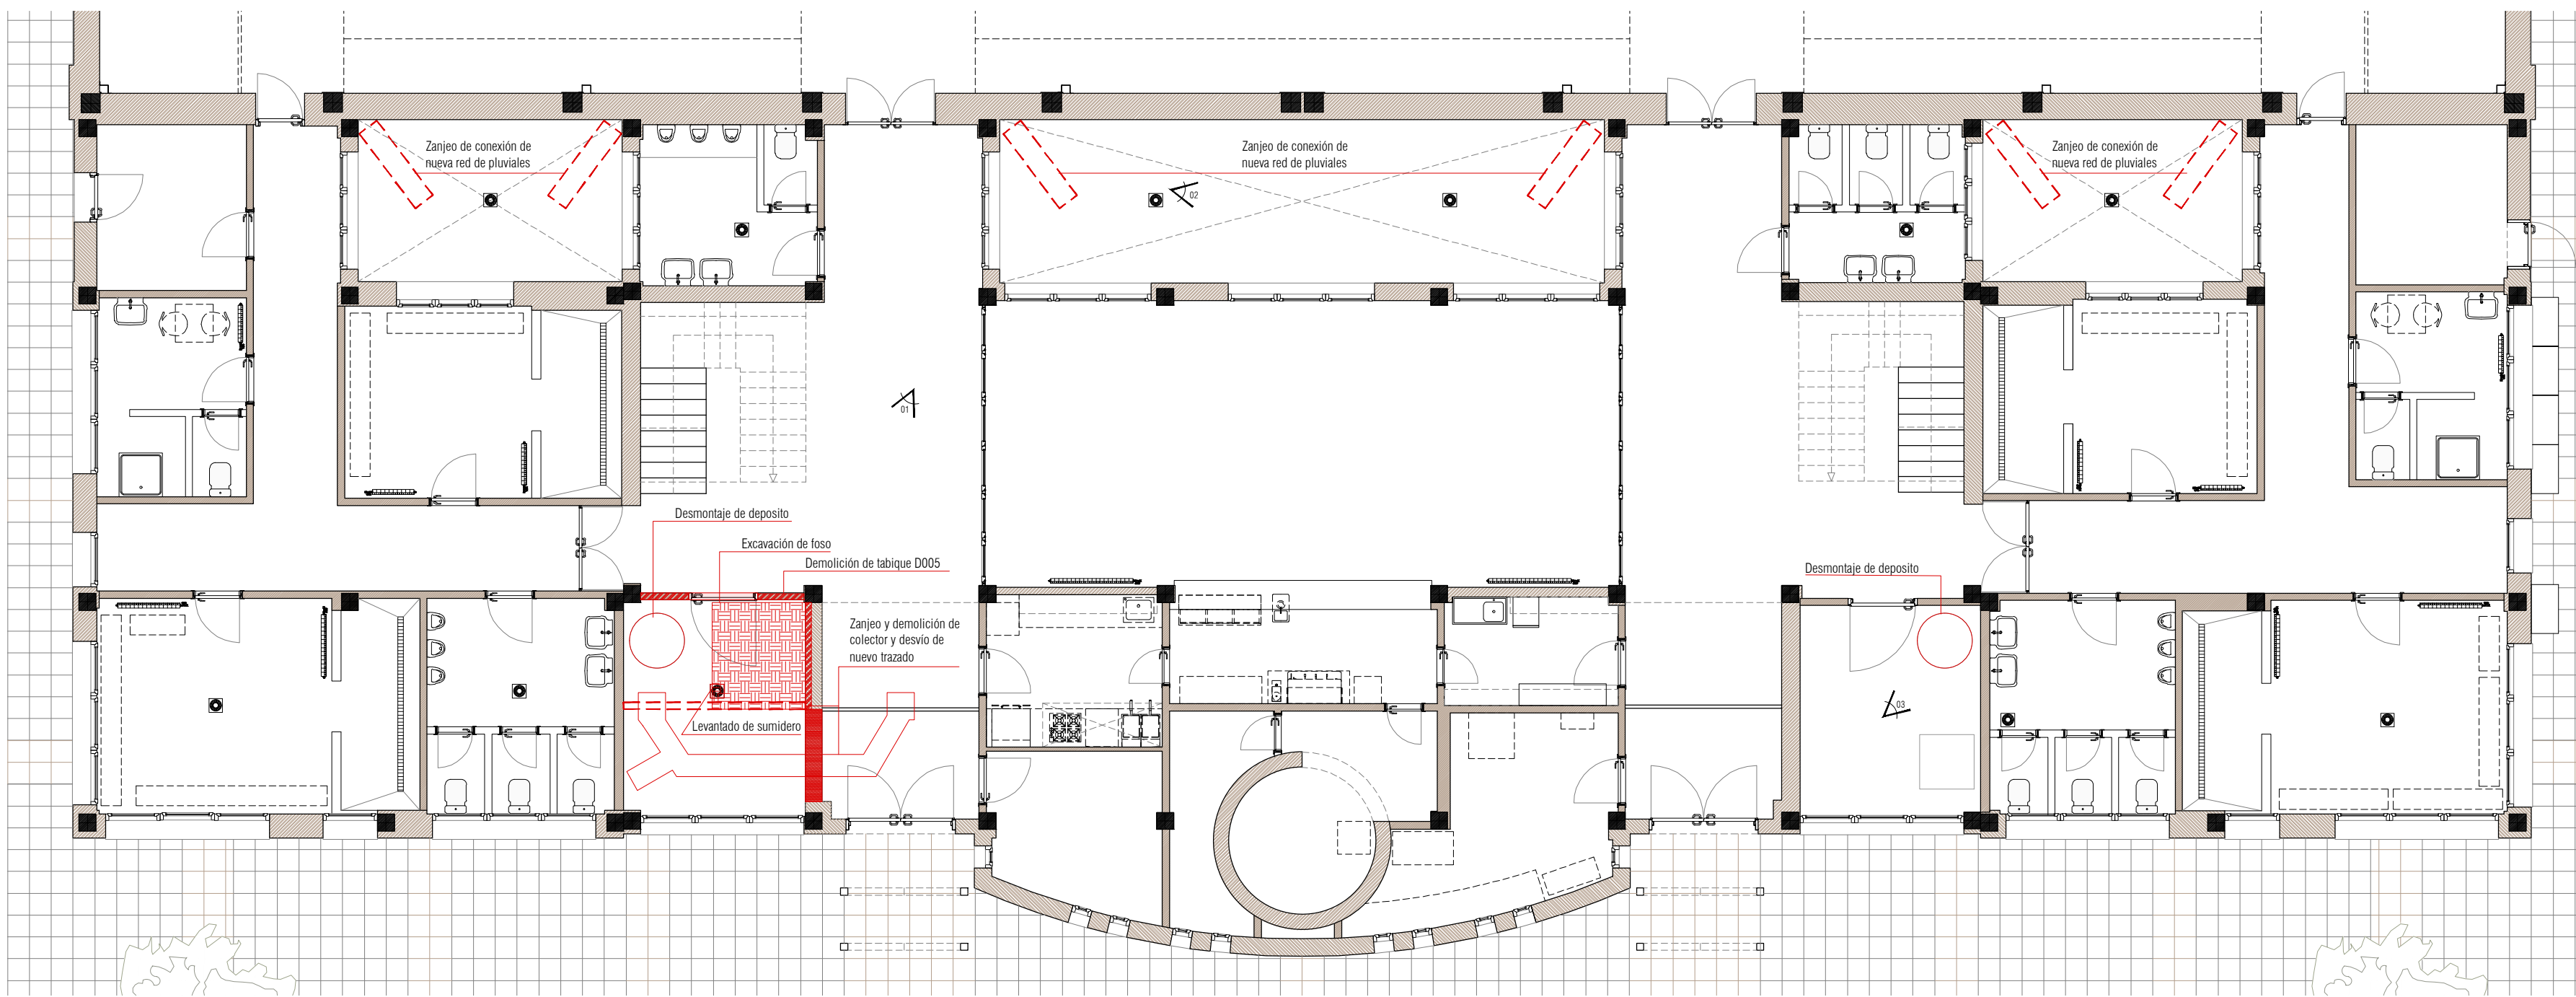 Zanjeo de conexión de
nueva red de pluviales
Zanjeo de conexión de
nueva red de pluviales
Zanjeo de conexión de
nueva red de pluviales
02
01
Desmontaje de deposito
Excavación de foso
Demolición de tabique D005
Desmontaje de deposito
Zanjeo y demolición de
colector y desvío de
nuevo trazado
03
Levantado de sumidero